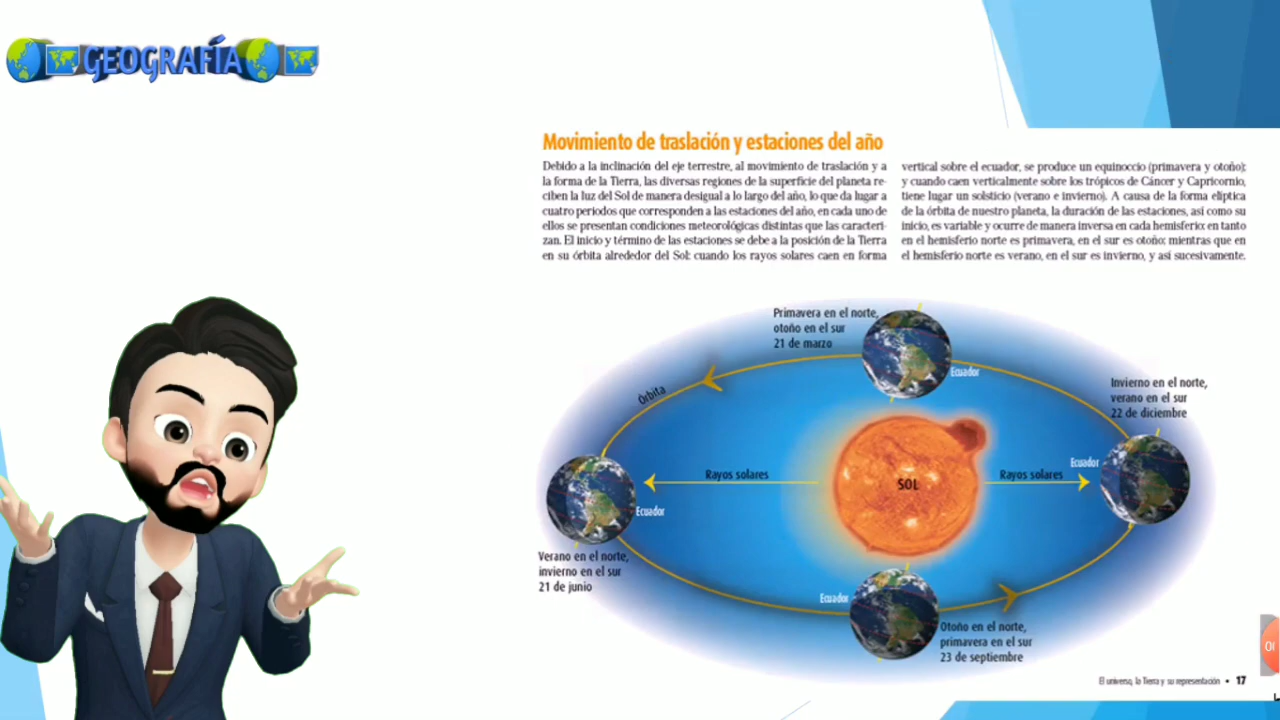 GEOGRAFÍA
Movimiento de traslación y estaciones del año
Debido a la inclinación del eje terrestre, al movimiento de traslación y a
la forma de la Tierra, las diversas regiones de la superficie del planeta re-
ciben la luz del Sol de manera desigual a lo largo del año, lo que da lugar a
cuatro periodos que corresponden a las estaciones del año, en cada uno de
ellos se presentan condiciones meteorológicas distintas que las caracteri-
zan. El inicio y término de las estaciones se debe a la posición de la Tierra
en su órbita alrededor del Sol: cuando los rayos solares caen en forma
vertical sobre el ecuador, se produce un equinoccio (primavera y otoño);
y cuando caen verticalmente sobre los trópicos de Cáncer y Capricornio,
tiene lugar un solsticio (verano e invierno). A causa de la forma elíptica
de la órbita de nuestro planeta, la duración de las estaciones, así como su
inicio, es variable y ocurre de manera inversa en cada hemisferio: en tanto
en el hemisferio norte es primavera, en el sur es otoño; mientras que en
el hemisferio norte es verano, en el sur es invierno, y así sucesivamente.
Primavera en el norte,
otoño en el sur
21 de marzo
Ecuador
Órbita
Invierno en el norte,
verano en el sur
22 de diciembre
Ecuador
Rayos solares
SOL
Rayos solares
Ecuador
Verano en el norte,
invierno en el sur
21 de junio
Ecuador
Otoño en el norte,
primavera en el sur
23 de septiembre
El universo, la Tierra y su representación • 17